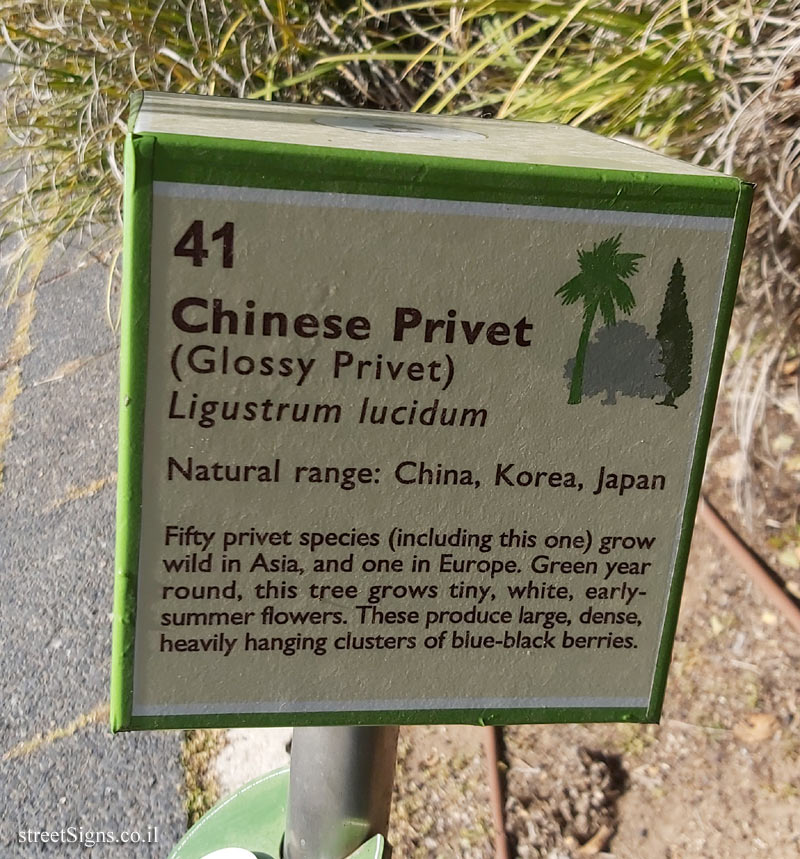 41
Chinese Privet
(Glossy Privet)
Ligustrum lucidum
Natural range: China, Korea, Japan
Fifty privet species (including this one) grow
wild in Asia, and one in Europe. Green year
round, this tree grows tiny, white, early-
summer flowers. These produce large, dense,
heavily hanging clusters of blue-black berries.
streetSigns.co.il